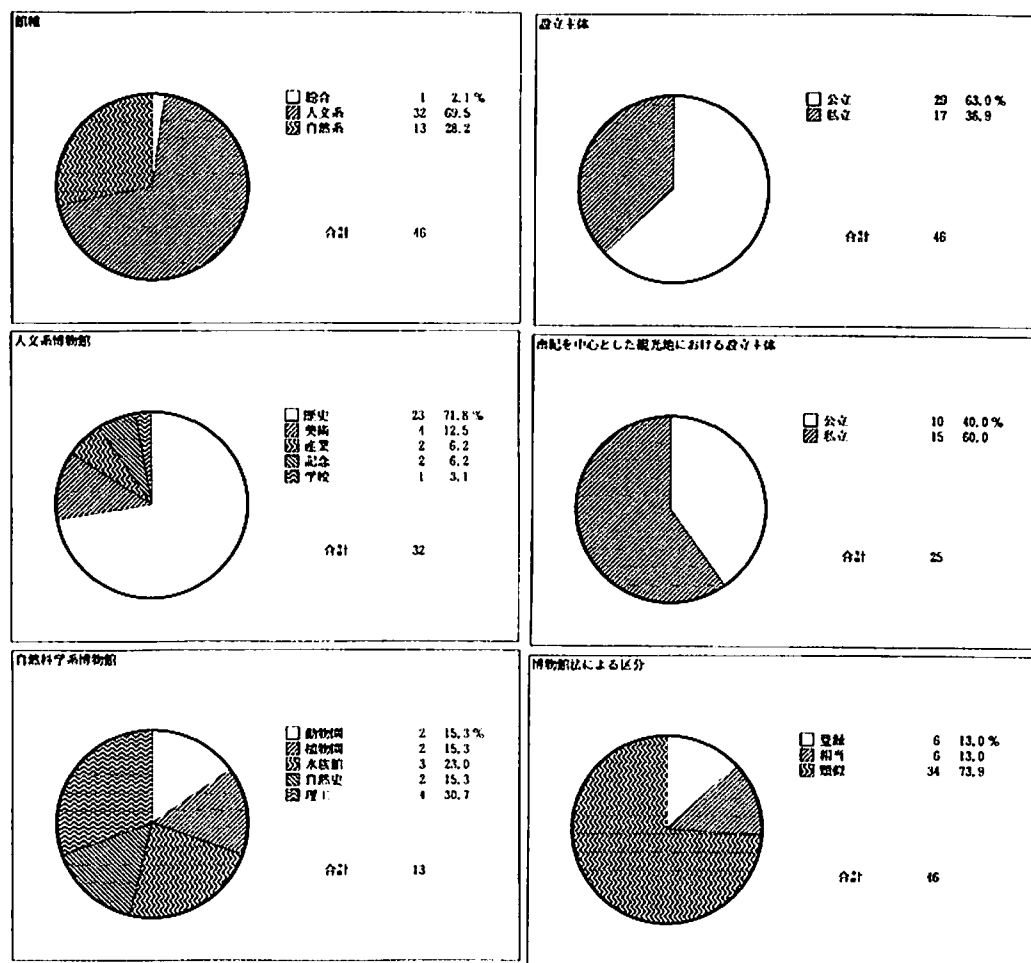 館種
総合 1 2.1%
人文系 32 69.5
自然系 13 28.2
合計 46
設立主体
公立 29 63.0%
私立 17 36.9
合計 46
人文系博物館
歴史 23 71.8%
美術 4 12.5
産業 2 6.2
記念 2 6.2
学校 1 3.1
合計 32
南紀を中心とした観光地における設立主体
公立 10 40.0%
私立 15 60.0
合計 25
自然科学系博物館
動物園 2 15.3%
植物園 2 15.3
水族館 3 23.0
自然史 2 15.3
理工 4 30.7
合計 13
博物館法による区分
登録 6 13.0%
相当 6 13.0
類似 34 73.9
合計 46